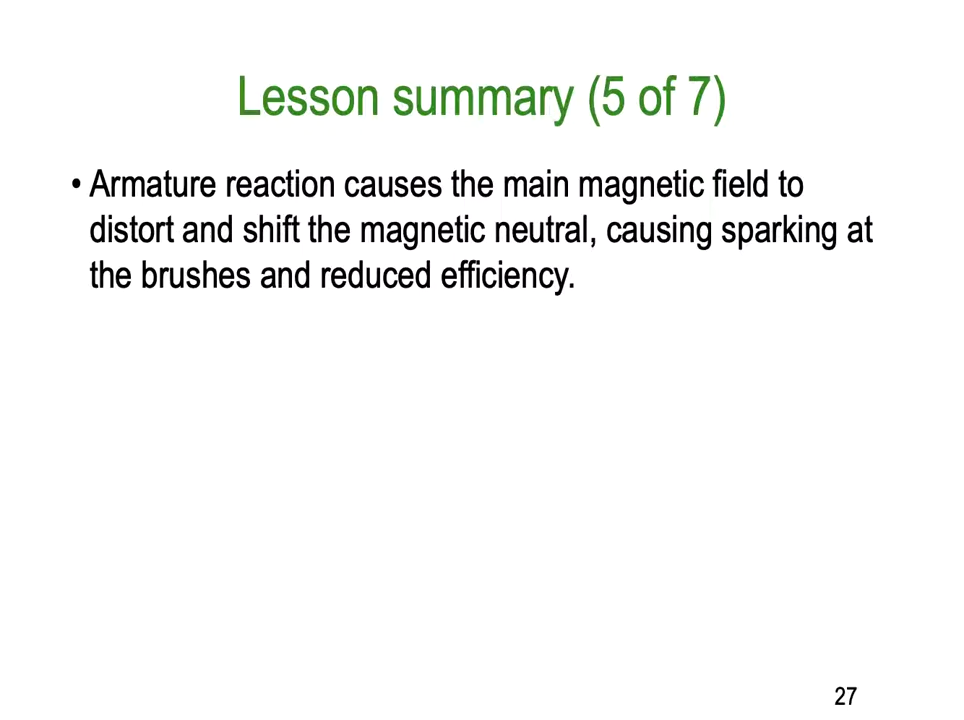 Lesson summary (5 of 7)
• Armature reaction causes the main magnetic field to
distort and shift the magnetic neutral, causing sparking at
the brushes and reduced efficiency.
27